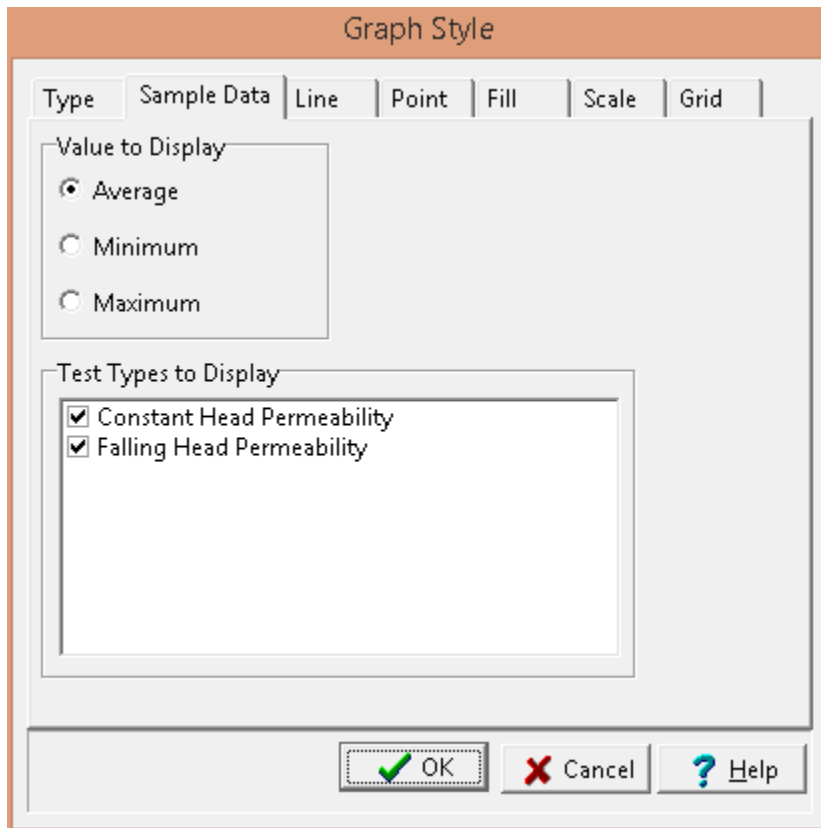 Graph Style
Type Sample Data Line Point Fill Scale Grid
Value to Display
Average
Minimum
Maximum
Test Types to Display
Constant Head Permeability
Falling Head Permeability
OK Cancel Help